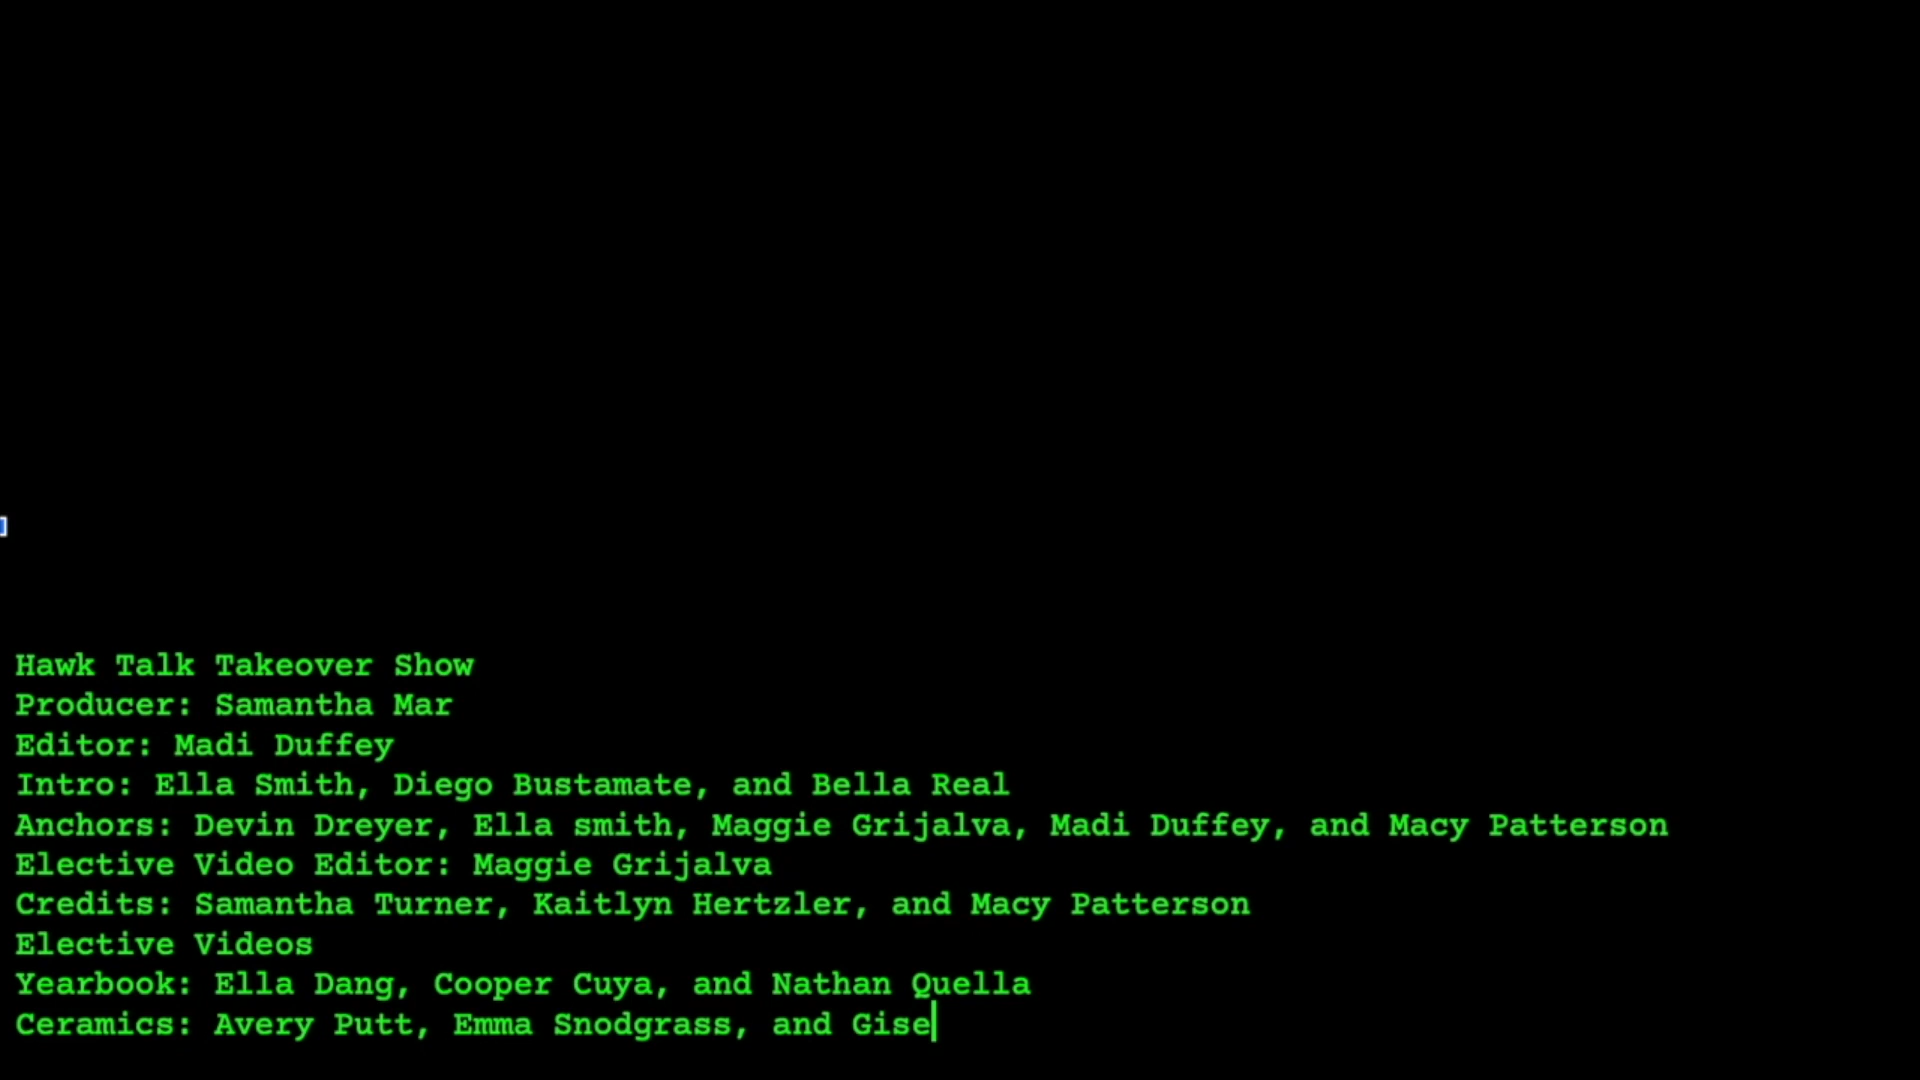 Hawk Talk Takeover Show
Producer: Samantha Mar
Editor: Madi Duffey
Intro: Ella Smith, Diego Bustamate, and Bella Real
Anchors: Devin Dreyer, Ella smith, Maggie Grijalva, Madi Duffey, and Macy Patterson
Elective Video Editor: Maggie Grijalva
Credits: Samantha Turner, Kaitlyn Hertzler, and Macy Patterson
Elective Videos
Yearbook: Ella Dang, Cooper Cuya, and Nathan Quella
Ceramics: Avery Putt, Emma Snodgrass, and Gise